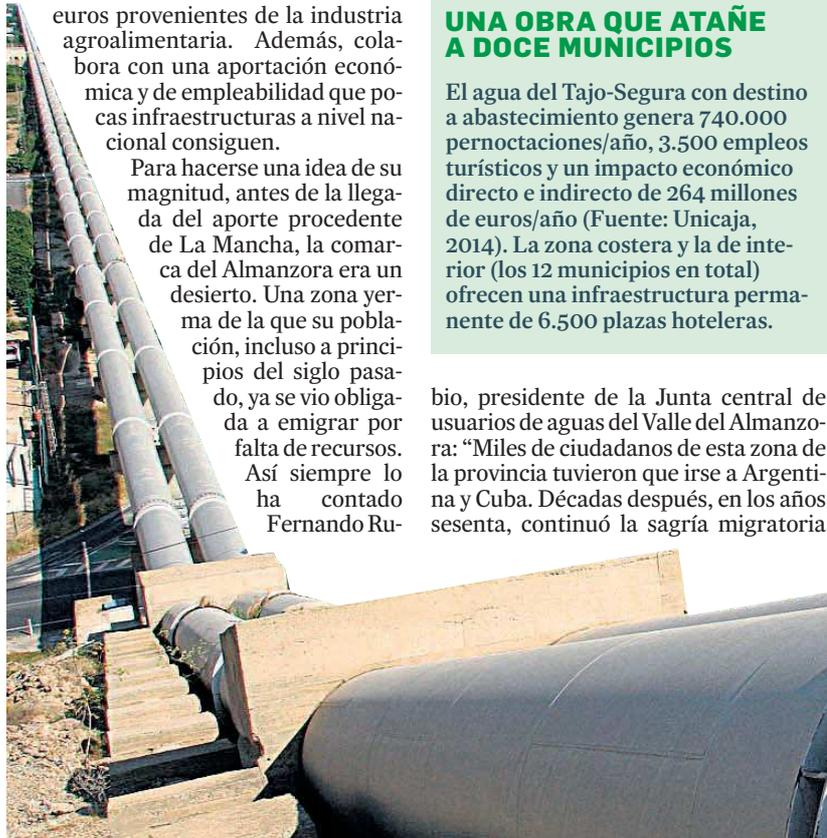 euros provenientes de la industria
agroalimentaria. Además, cola-
bora con una aportación econó-
mica y de empleabilidad que po-
cas infraestructuras a nivel na-
cional consiguen.
Para hacerse una idea de su
magnitud, antes de la llega-
da del aporte procedente
de La Mancha, la comar-
ca del Almanzora era un
desierto. Una zona yer-
ma de la que su pobla-
ción, incluso a princi-
pios del siglo pasa-
do, ya se vio obliga-
da a emigrar por
falta de recursos.
Así siempre lo
ha contado
Fernando Ru-
UNA OBRA QUE ATAÑE
A DOCE MUNICIPIOS
El agua del Tajo-Segura con destino
a abastecimiento genera 740.000
pernoctaciones/año, 3.500 empleos
turísticos y un impacto económico
directo e indirecto de 264 millones
de euros/año (Fuente: Unicaja,
2014). La zona costera y la de inte-
rior (los 12 municipios en total)
ofrecen una infraestructura perma-
nente de 6.500 plazas hoteleras.
bio, presidente de la Junta central de
usuarios de aguas del Valle del Almanzo-
ra: “Miles de ciudadanos de esta zona de
la provincia tuvieron que irse a Argenti-
na y Cuba. Décadas después, en los años
sesenta, continuó la sagría migratoria